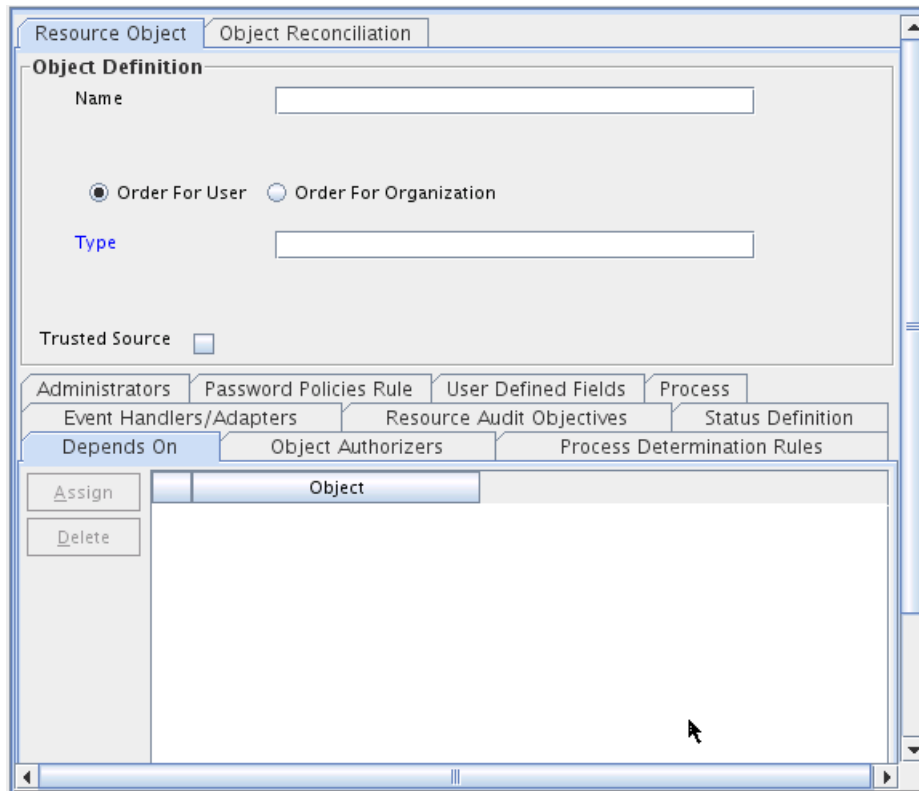 Resource Object Object Reconciliation
Object Definition
Name
Order For User Order For Organization
Type
Trusted Source
Administrators Password Policies Rule User Defined Fields Process
Event Handlers/Adapters Resource Audit Objectives Status Definition
Depends On Object Authorizers Process Determination Rules
Assign Object
Delete